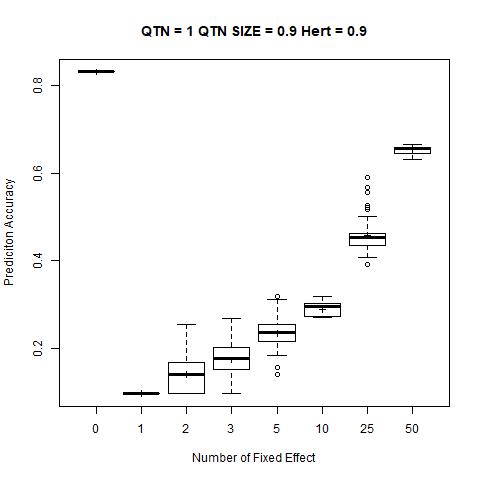 QTN = 1 QTN SIZE = 0.9 Hert = 0.9
0.8
0.6
0.4
0.2
Prediciton Accuracy
0 1 2 3 5 10 25 50
Number of Fixed Effect